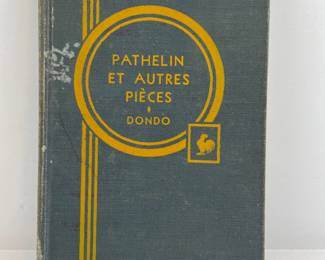 PATHELIN
ET AUTRES
PIÈCES
DONDO